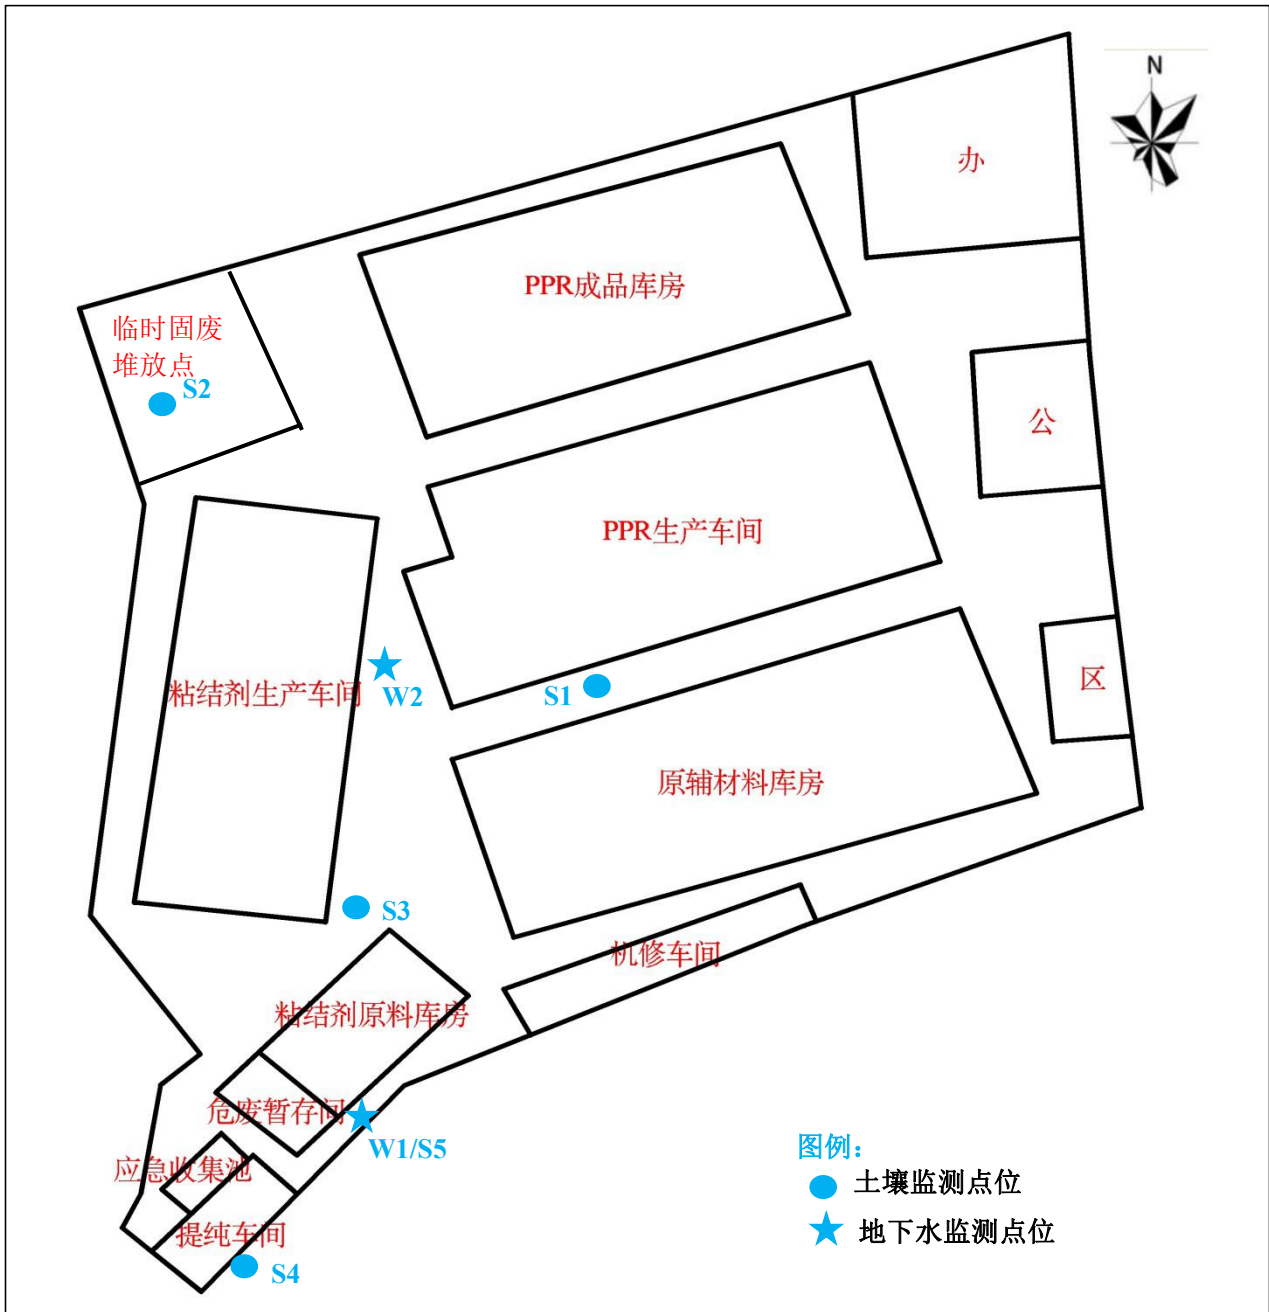 N
办
PPR成品库房
临时固废
堆放点
S2
公
PPR生产车间
W2
粘结剂生产车间
S1
区
原辅材料库房
S3
机修车间
粘结剂原料库房
危废暂存间
W1/S5
图例：
应急收集池
土壤监测点位
提纯车间
地下水监测点位
S4